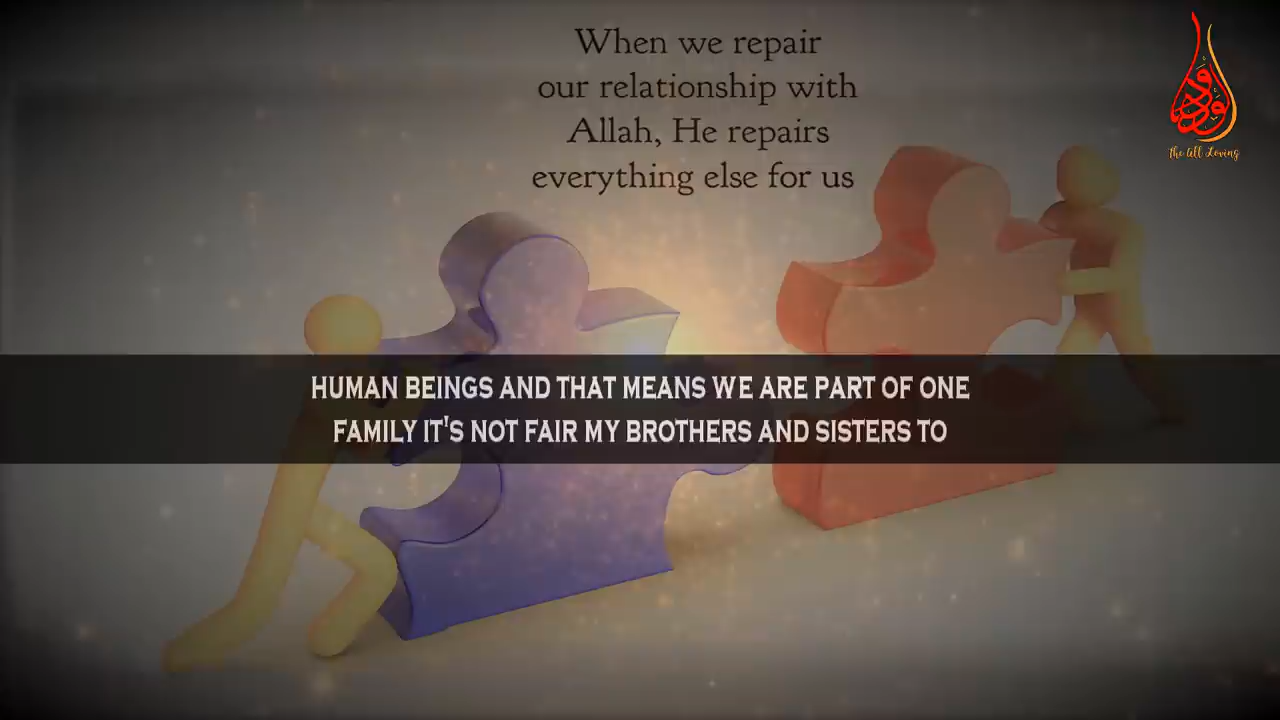 When we repair
our relationship with
Allah, He repairs
everything else for us
الودود
The All Loving
HUMAN BEINGS AND THAT MEANS WE ARE PART OF ONE
FAMILY IT'S NOT FAIR MY BROTHERS AND SISTERS TO